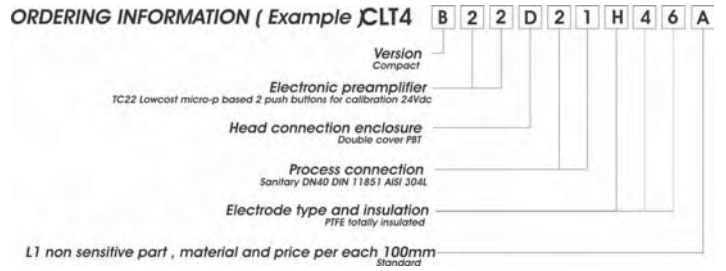 ORDERING INFORMATION ( Example )CLT4 B 2 2 D 2 1 H 4 6 A
Version
Compact
Electronic preamplifier
TC22 Lowcost micro-p based 2 push buttons for calibration 24Vdc
Head connection enclosure
Double cover PBT
Process connection
Sanitary DN40 DIN 11851 AISI 304L
Electrode type and insulation
PTFE totally insulated
L1 non sensitive part , material and price per each 100mm
Standard